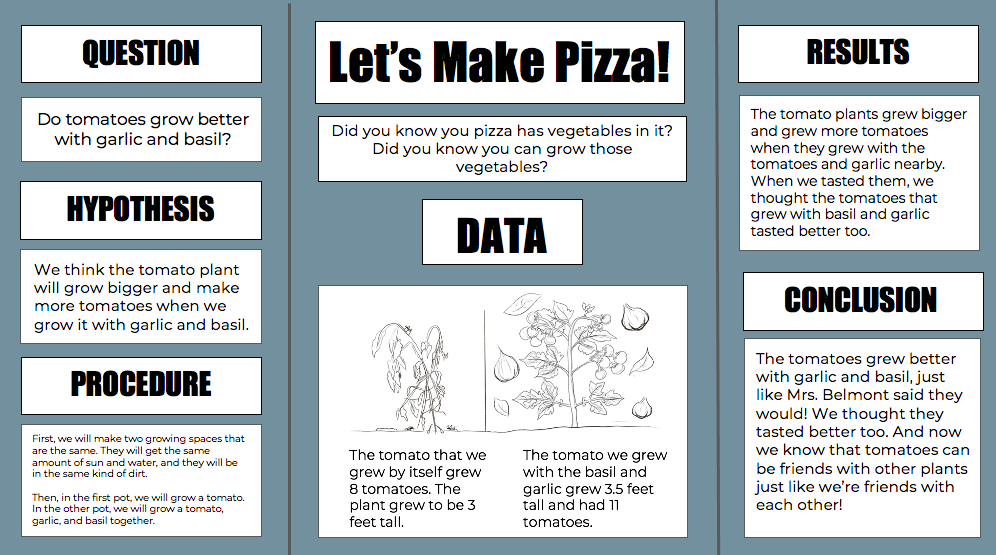 QUESTION
Do tomatoes grow better
with garlic and basil?
HYPOTHESIS
We think the tomato plant
will grow bigger and make
more tomatoes when we
grow it with garlic and basil.
PROCEDURE
First, we will make two growing spaces that
are the same. They will get the same
amount of sun and water, and they will be
in the same kind of dirt.
Then, in the first pot, we will grow a tomato.
In the other pot, we will grow a tomato,
garlic, and basil together.
Let's Make Pizza!
Did you know you pizza has vegetables in it?
Did you know you can grow those
vegetables?
DATA
The tomato that we
grew by itself grew
8 tomatoes. The
plant grew to be 3
feet tall.
The tomato we grew
with the basil and
garlic grew 3.5 feet
tall and had 11
tomatoes.
RESULTS
The tomato plants grew bigger
and grew more tomatoes
when they grew with the
tomatoes and garlic nearby.
When we tasted them, we
thought the tomatoes that
grew with basil and garlic
tasted better too.
CONCLUSION
The tomatoes grew better
with garlic and basil, just
like Mrs. Belmont said they
would! We thought they
tasted better too. And now
we know that tomatoes can
be friends with other plants
just like we're friends with
each other!